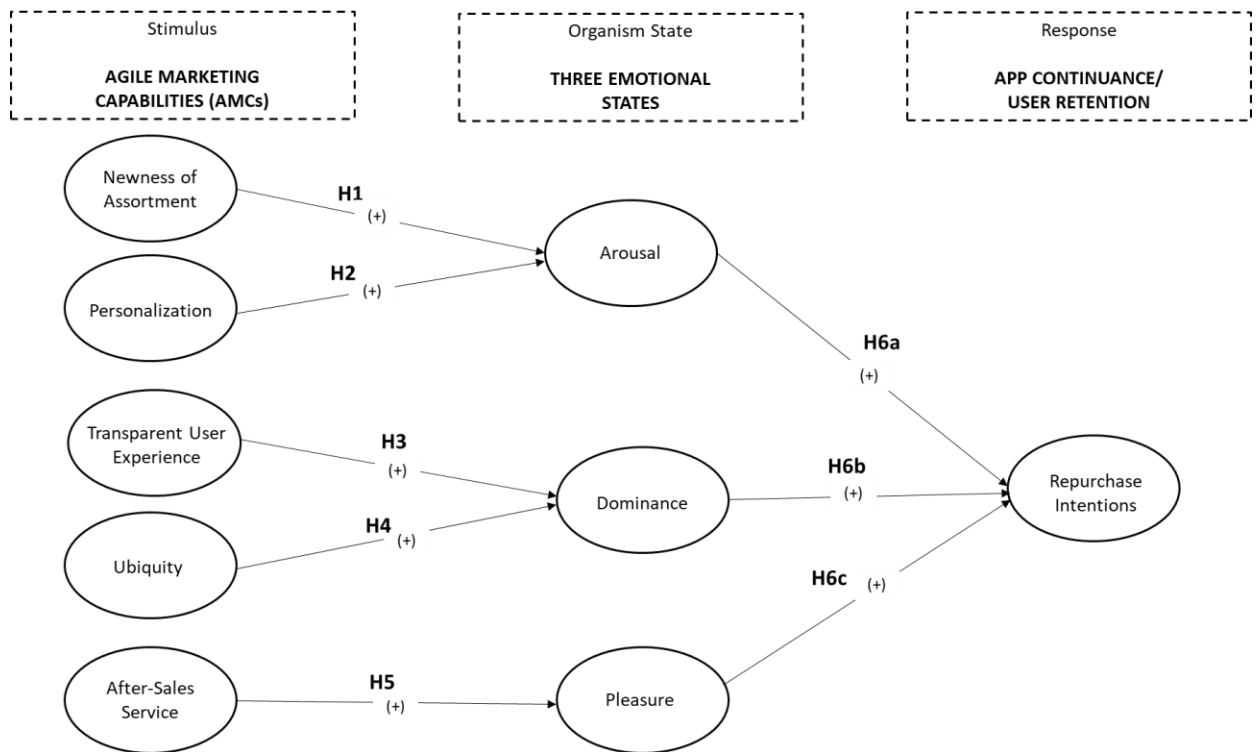 Stimulus
AGILE MARKETING
CAPABILITIES (AMCs)
Organism State
THREE EMOTIONAL
STATES
Response
APP CONTINUANCE/
USER RETENTION
Newness of
Assortment
H1
(+)
Personalization
H2
(+)
Arousal
H6a
(+)
Transparent User
Experience
H3
(+)
Ubiquity
H4
(+)
Dominance
H6b
(+)
Repurchase
Intentions
After-Sales
Service
H5
(+)
Pleasure
H6c
(+)